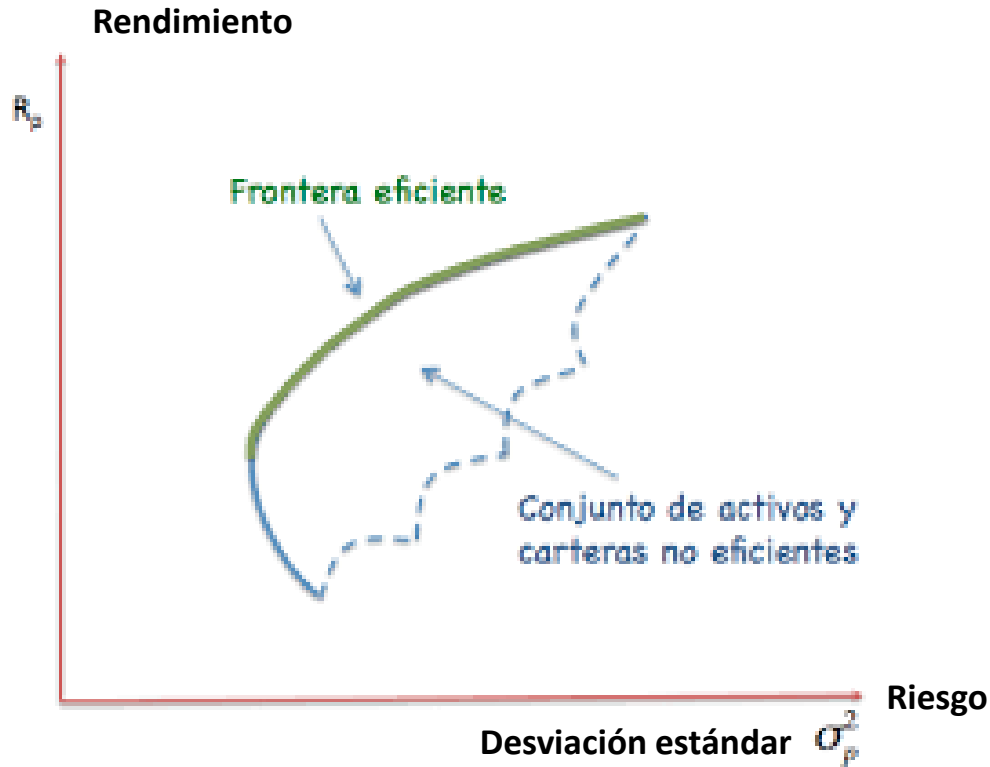 Rendimiento
Rₚ
Frontera eficiente
Conjunto de activos y
carteras no eficientes
Riesgo
Desviación estándar σ²ₚ